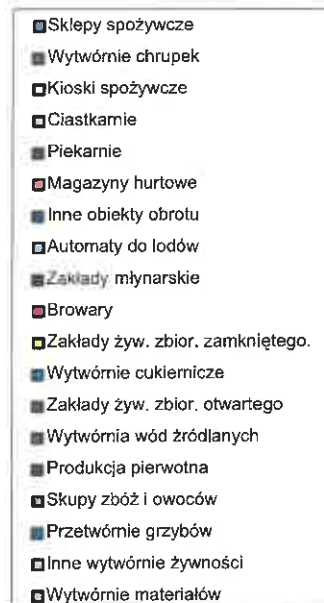 Sklepy spożywcze
Wytwórnie chrupek
Kioski spożywcze
Ciastkarnie
Piekarnie
Magazyny hurtowe
Inne obiekty obrotu
Automaty do lodów
Zakłady młynarskie
Browary
Zakłady żyw. zbior. zamkniętego.
Wytwórnie cukiernicze
Zakłady żyw. zbior. otwartego
Wytwórnia wód źródlanych
Produkcja pierwotna
Skupy zbóż i owoców
Przetwórnie grzybów
Inne wytwórnie żywności
Wytwórnie materiałów